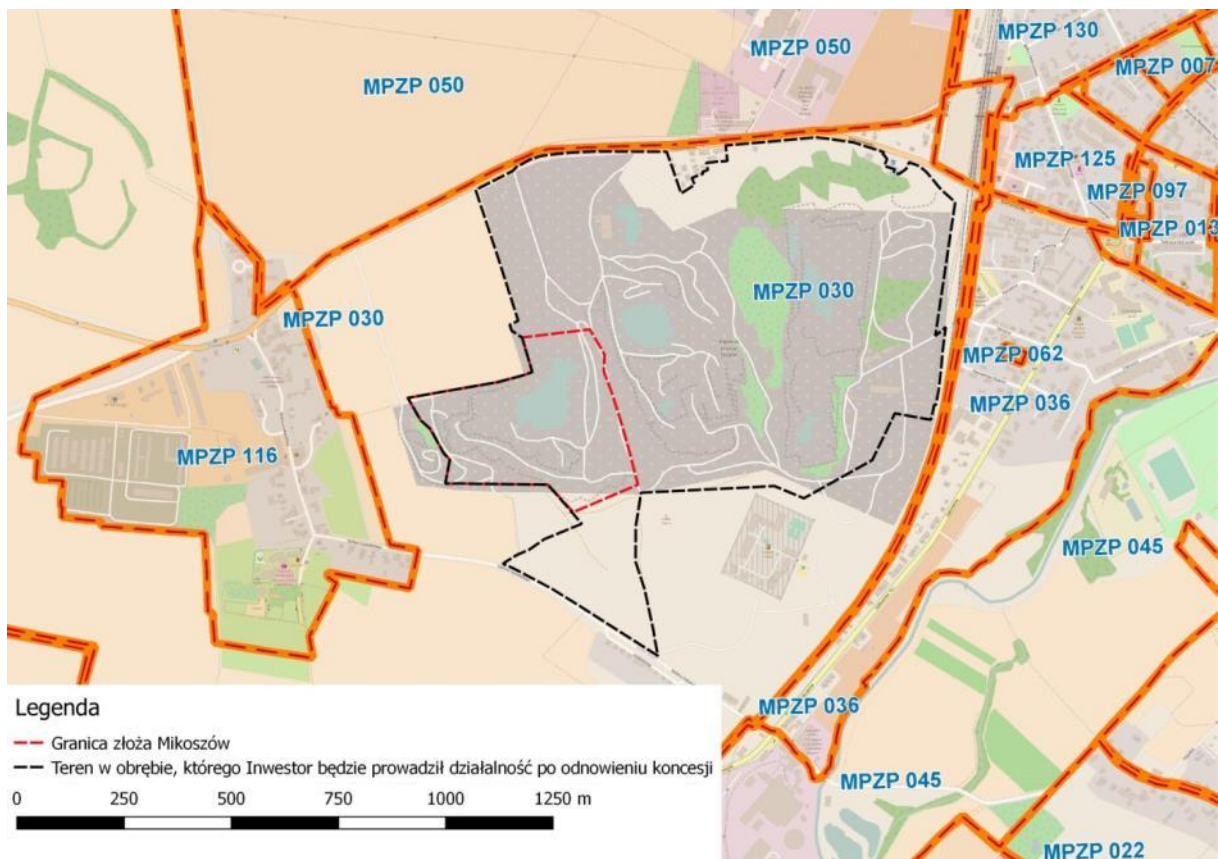 MPZP 130
MPZP 050
MPZP 007
MPZP 050
MPZP 125
MPZP 097
MPZP 013
MPZP 030
MPZP 030
MPZP 062
MPZP 036
MPZP 116
MPZP 045
MPZP 036
MPZP 045
MPZP 022
Legenda
Granica złoża Mikoszów
Teren w obrębie, którego Inwestor będzie prowadził działalność po odnowieniu koncesji
0 250 500 750 1000 1250 m